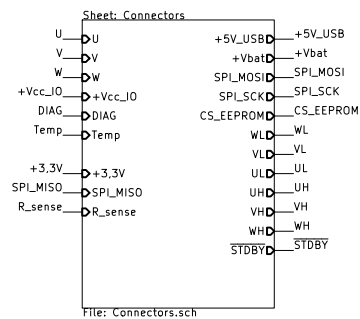 Sheet: Connectors
U U +5V_USB +5V_USB
V V +Vbat +Vbat
W W SPI_MOSI SPI_MOSI
+Vcc_IO +Vcc_IO SPI_SCK SPI_SCK
DIAG DIAG CS_EEPROM CS_EEPROM
Temp Temp WL WL
VL VL
+3,3V +3,3V UL UL
SPI_MISO SPI_MISO UH UH
R_sense R_sense VH VH
WH WH
STDBY STDBY
File: Connectors.sch